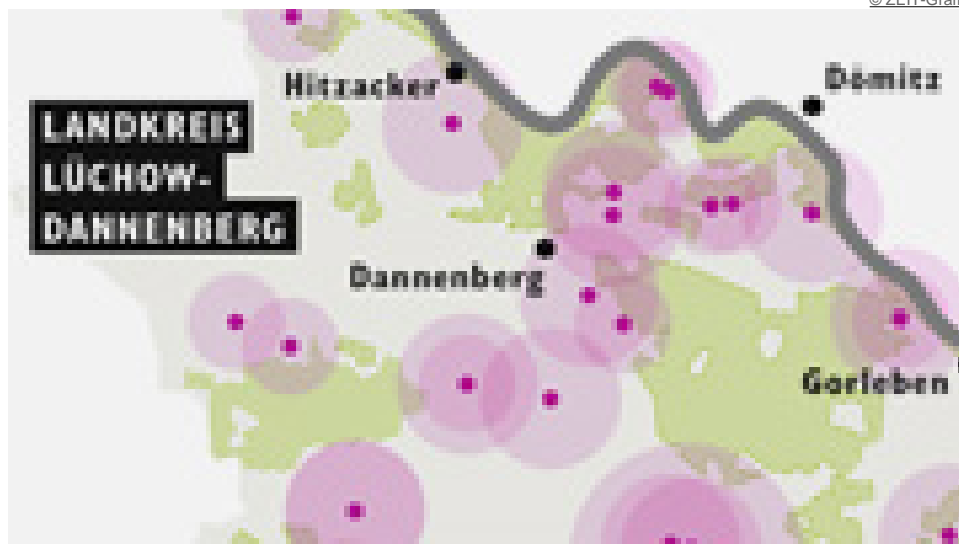 Hitzacker
Dömitz
LANDKREIS
LÜCHOW-
DANNENBERG
Dannenberg
Gorleben